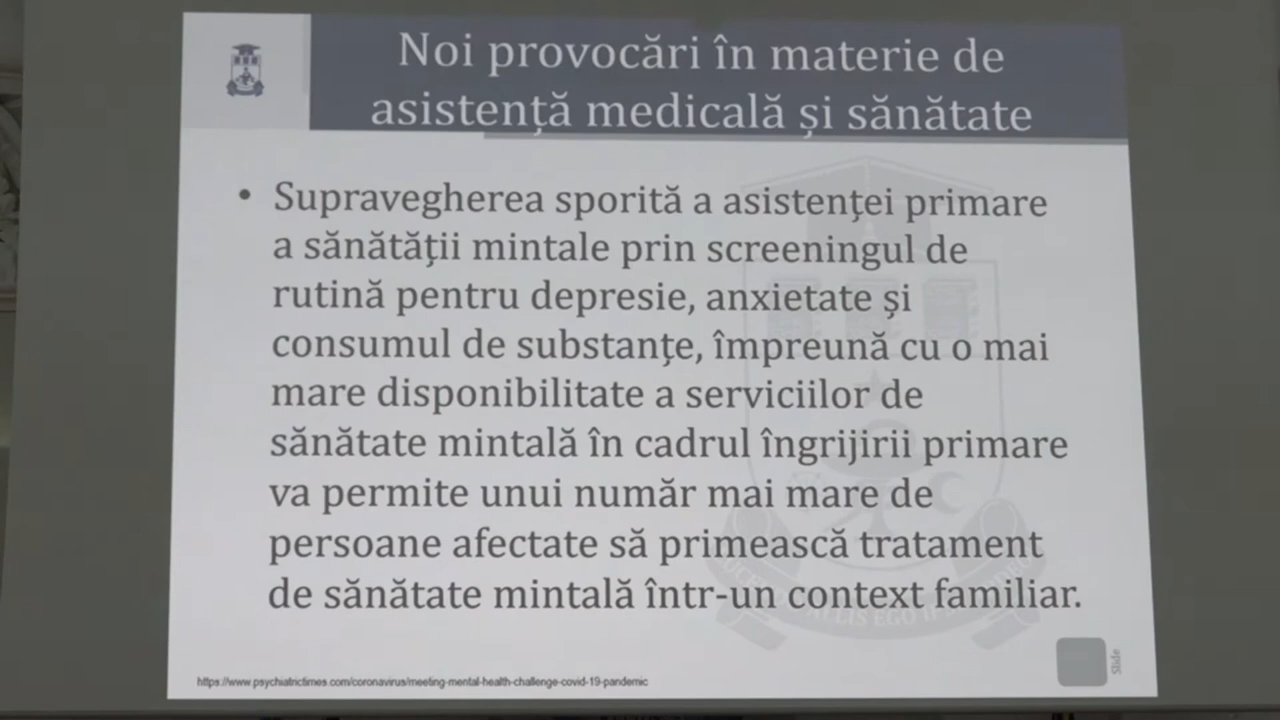 Noi provocări în materie de
asistență medicală și sănătate
• Supravegherea sporită a asistenței primare
a sănătății mintale prin screeningul de
rutină pentru depresie, anxietate și
consumul de substanțe, împreună cu o mai
mare disponibilitate a serviciilor de
sănătate mintală în cadrul îngrijirii primare
va permite unui număr mai mare de
persoane afectate să primească tratament
de sănătate mintală într-un context familiar.
Slide
https://www.psychiatrictimes.com/coronavirus/meeting-mental-health-challenge-covid-19-pandemic